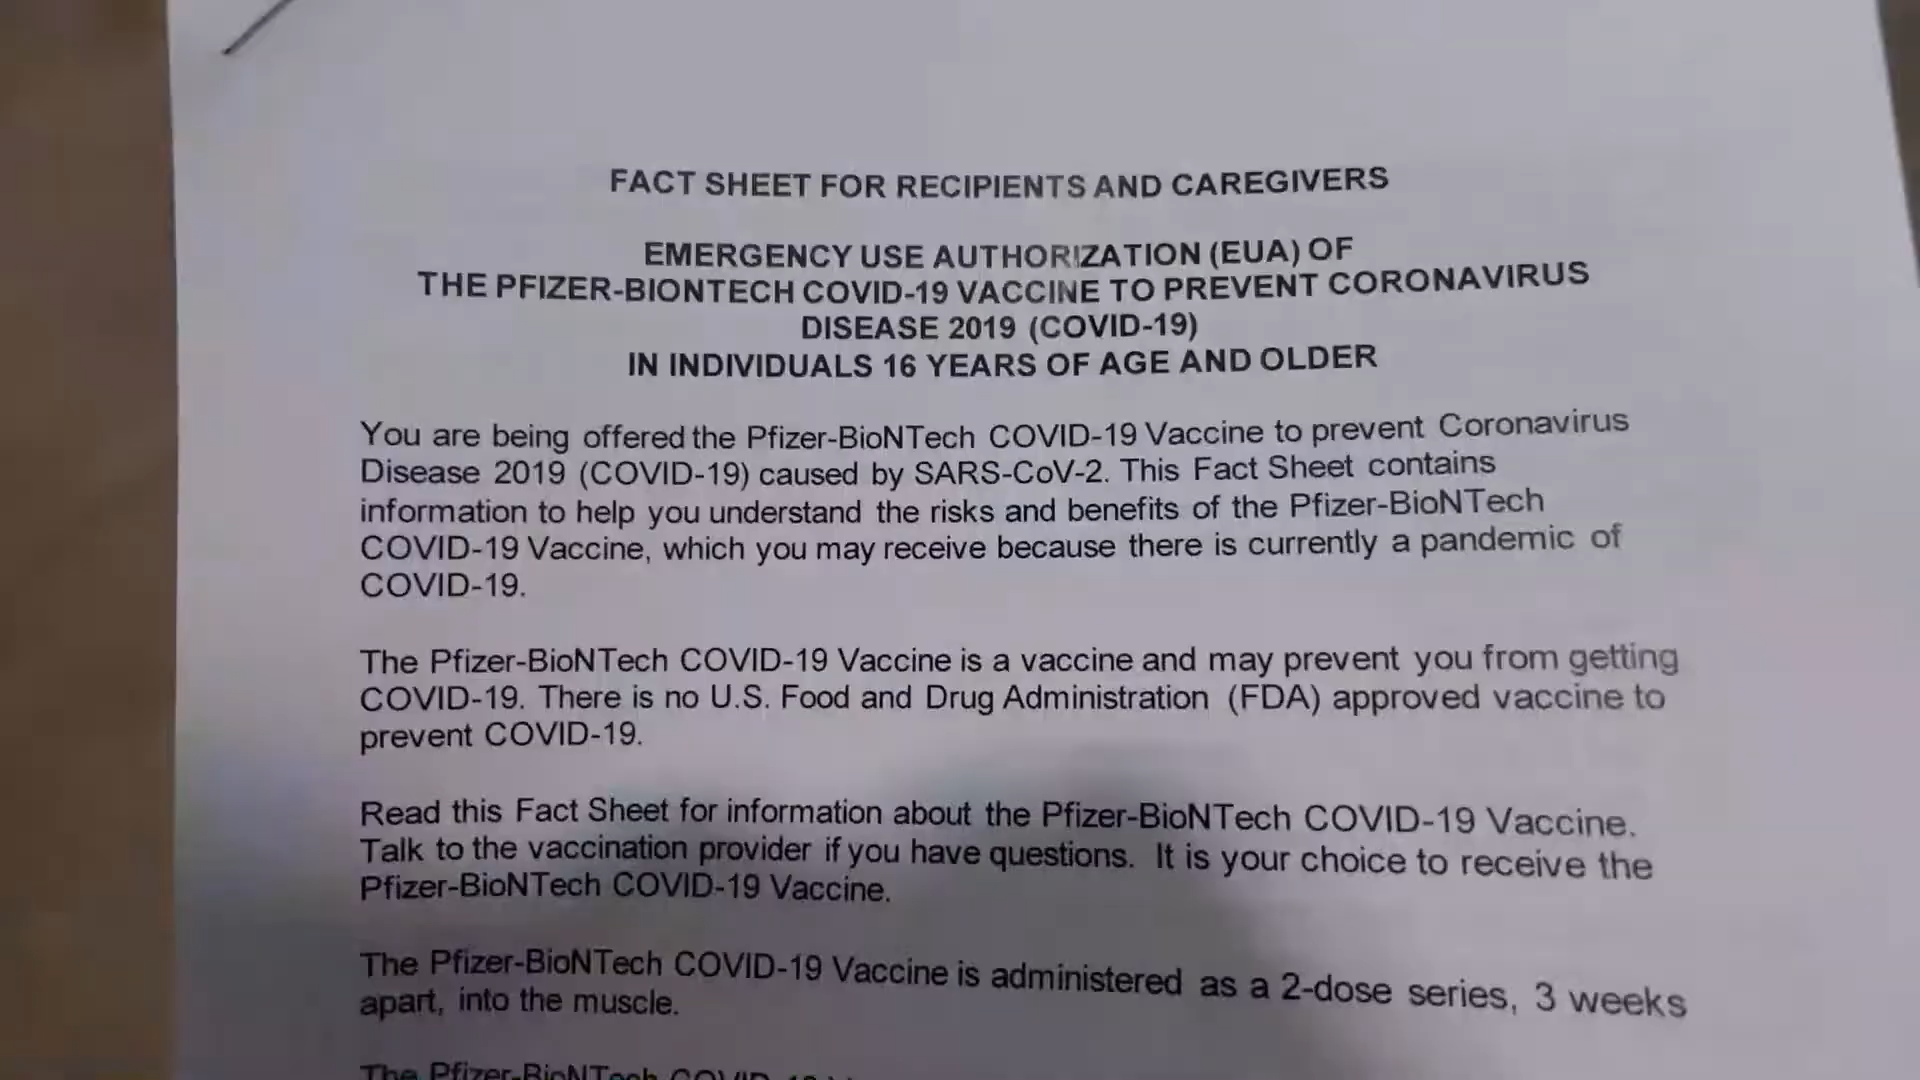 FACT SHEET FOR RECIPIENTS AND CAREGIVERS
EMERGENCY USE AUTHORIZATION (EUA) OF
THE PFIZER-BIONTECH COVID-19 VACCINE TO PREVENT CORONAVIRUS
DISEASE 2019 (COVID-19)
IN INDIVIDUALS 16 YEARS OF AGE AND OLDER
You are being offered the Pfizer-BioNTech COVID-19 Vaccine to prevent Coronavirus
Disease 2019 (COVID-19) caused by SARS-CoV-2. This Fact Sheet contains
information to help you understand the risks and benefits of the Pfizer-BioNTech
COVID-19 Vaccine, which you may receive because there is currently a pandemic of
COVID-19.
The Pfizer-BioNTech COVID-19 Vaccine is a vaccine and may prevent you from getting
COVID-19. There is no U.S. Food and Drug Administration (FDA) approved vaccine to
prevent COVID-19.
Read this Fact Sheet for information about the Pfizer-BioNTech COVID-19 Vaccine.
Talk to the vaccination provider if you have questions. It is your choice to receive the
Pfizer-BioNTech COVID-19 Vaccine.
The Pfizer-BioNTech COVID-19 Vaccine is administered as a 2-dose series, 3 weeks
apart, into the muscle.
The Pfizer-BioNTech COVID-19